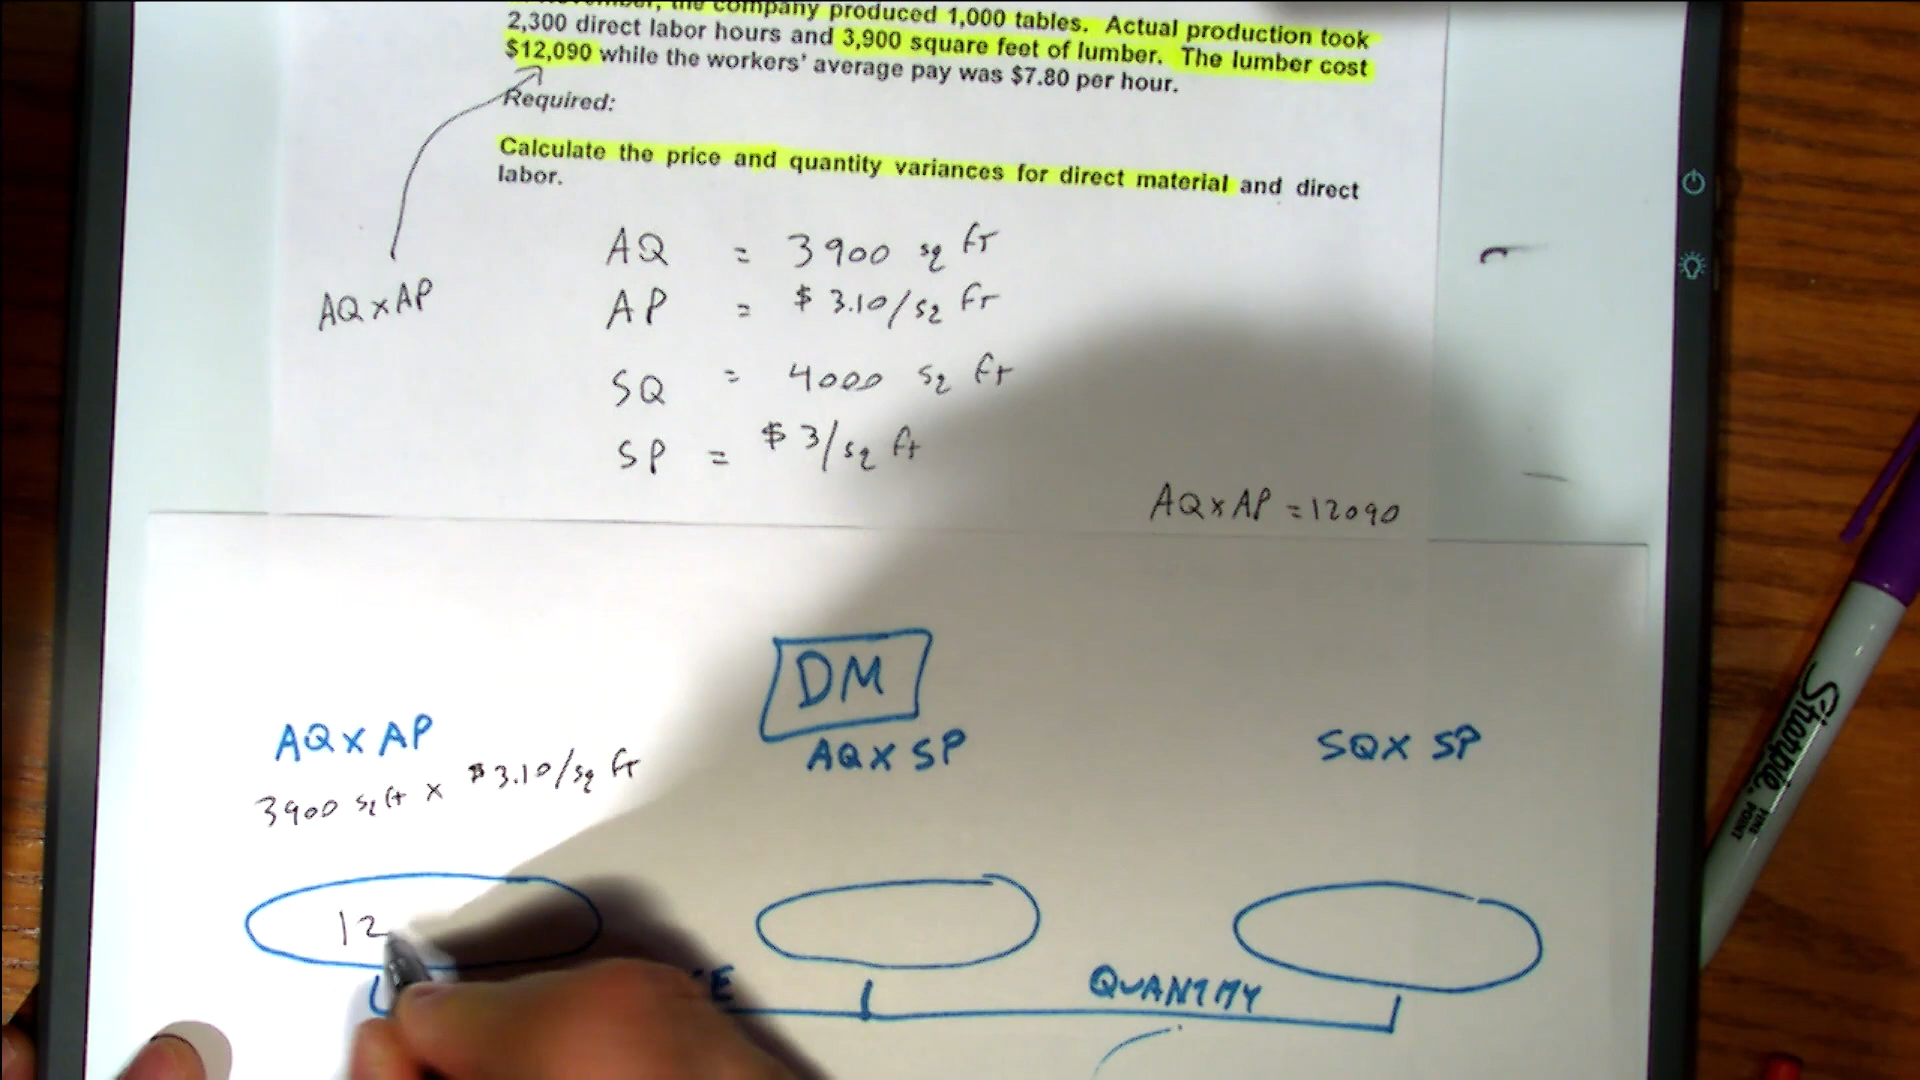 the company produced 1,000 tables. Actual production took
2,300 direct labor hours and 3,900 square feet of lumber. The lumber cost
$12,090 while the workers' average pay was $7.80 per hour.
Required:
Calculate the price and quantity variances for direct material and direct
labor.
AQ = 3900 sq ft
AP = $3.10/sq ft
AQ x AP
SQ = 4000 sq ft
SP = $3/sq ft
AQ x AP = 12090
DM
AQ x AP
AQ x SP
SQ x SP
3900 sq ft x $3.10/sq ft
12
QUANTITY
Sharpie.
FINE POINT